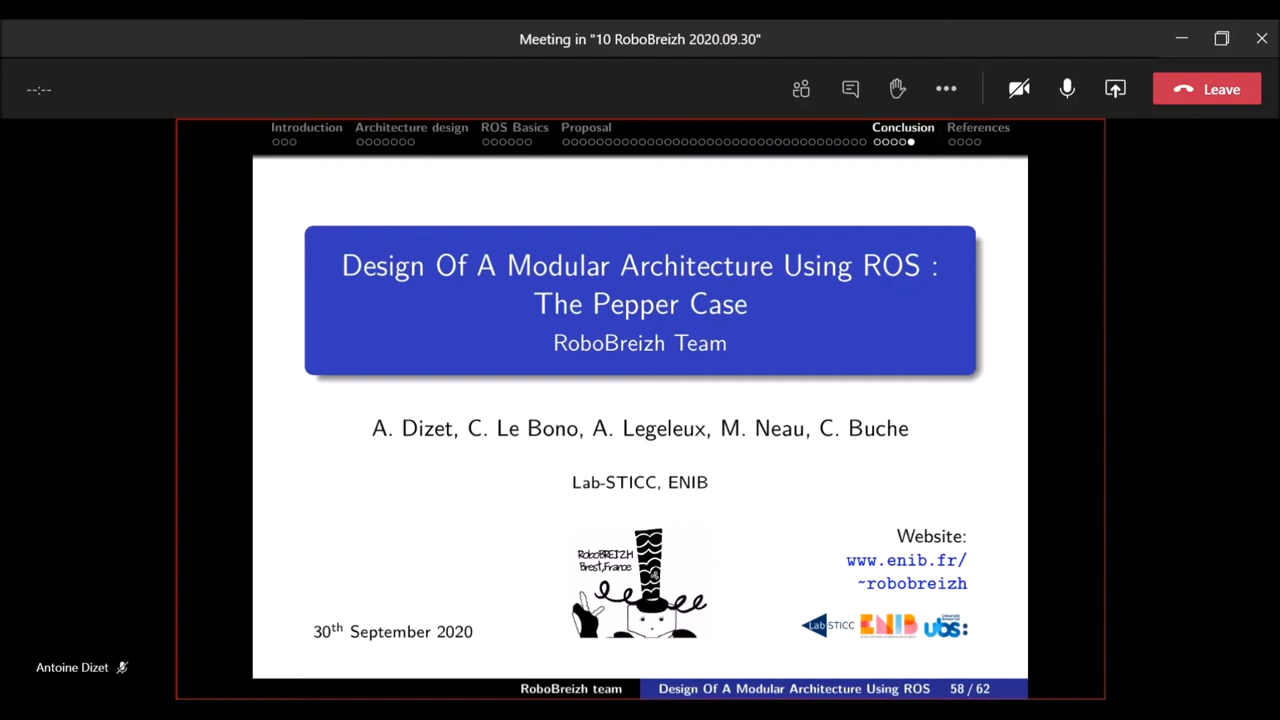 Meeting in "10 RoboBreizh 2020.09.30"
--:--
Leave
Introduction Architecture design ROS Basics Proposal Conclusion References
Design Of A Modular Architecture Using ROS :
The Pepper Case
RoboBreizh Team
A. Dizet, C. Le Bono, A. Legeleux, M. Neau, C. Buche
Lab-STICC, ENIB
RoboBREIZH
Brest,France
Website:
www.enib.fr/
~robobreizh
30th September 2020
Lab STICC ENIB ubs:
Antoine Dizet
RoboBreizh team Design Of A Modular Architecture Using ROS 58 / 62